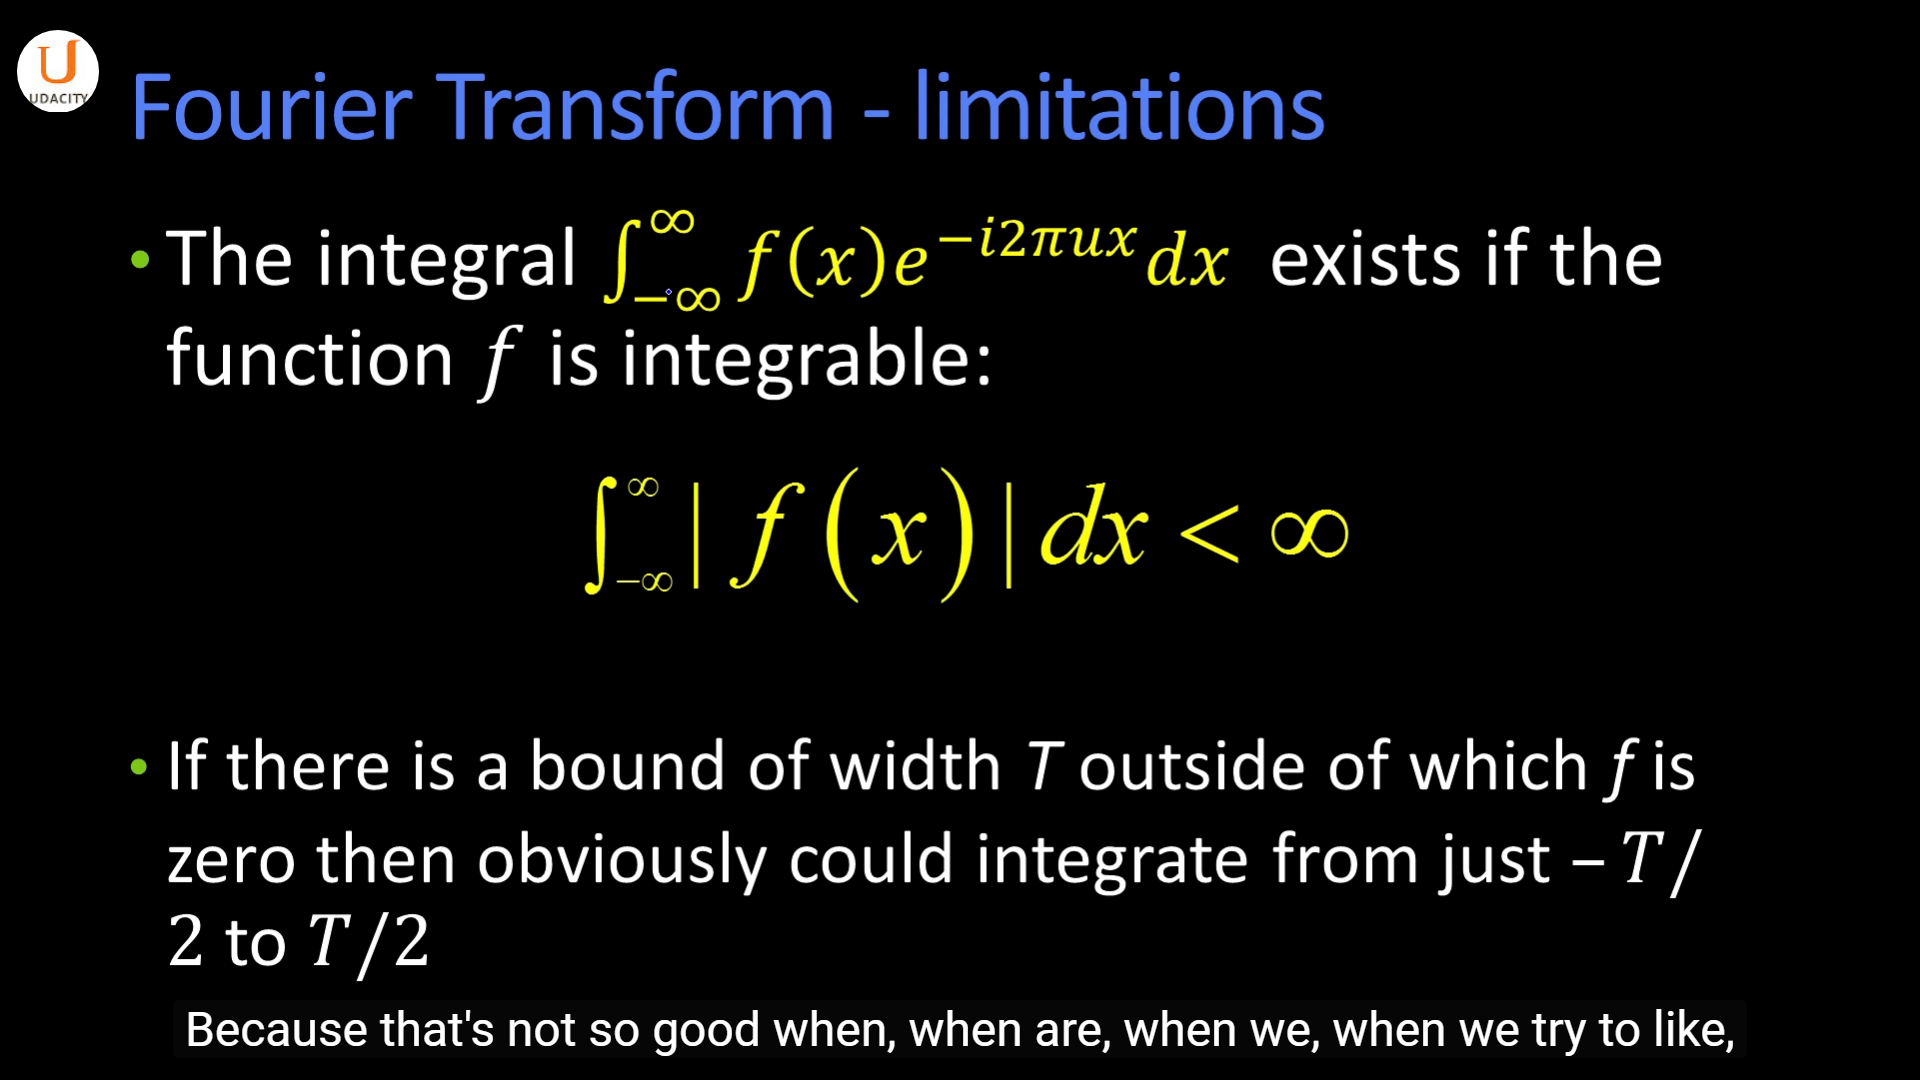 U
UDACITY
Fourier Transform - limitations
• The integral ∫_{-∞}^{∞} f(x)e^{-i2πux} dx exists if the
function f is integrable:
∫_{-∞}^{∞} | f(x) | dx < ∞
• If there is a bound of width T outside of which f is
zero then obviously could integrate from just – T/
2 to T/2
Because that's not so good when, when are, when we, when we try to like,